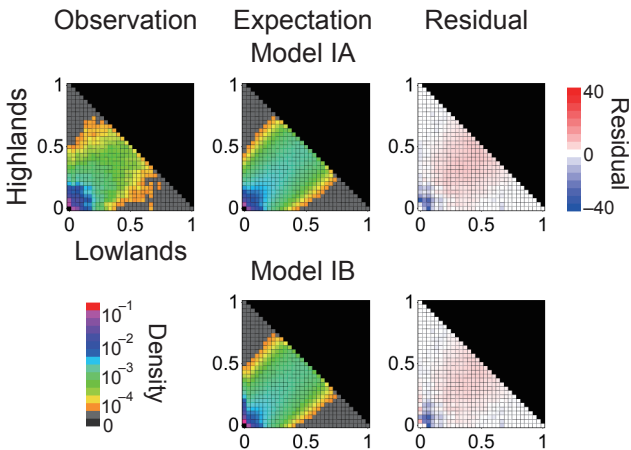 Observation Expectation Residual
Model IA
1 1 1
0.5 0.5 0.5
0 0 0
0 0.5 1 0 0.5 1 0 0.5 1
Highlands
Lowlands
40
0
–40
Residual
Model IB
1 1
0.5 0.5
0 0
0 0.5 1 0 0.5 1
10⁻¹
10⁻²
10⁻³
10⁻⁴
0
Density